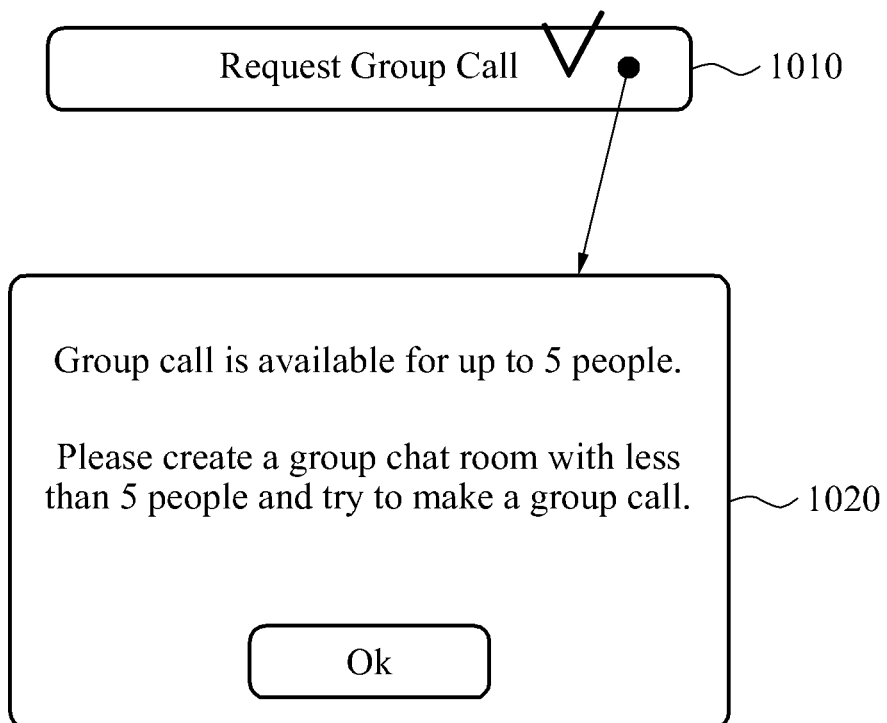 Request Group Call
1010
Group call is available for up to 5 people.
Please create a group chat room with less
than 5 people and try to make a group call.
1020
Ok